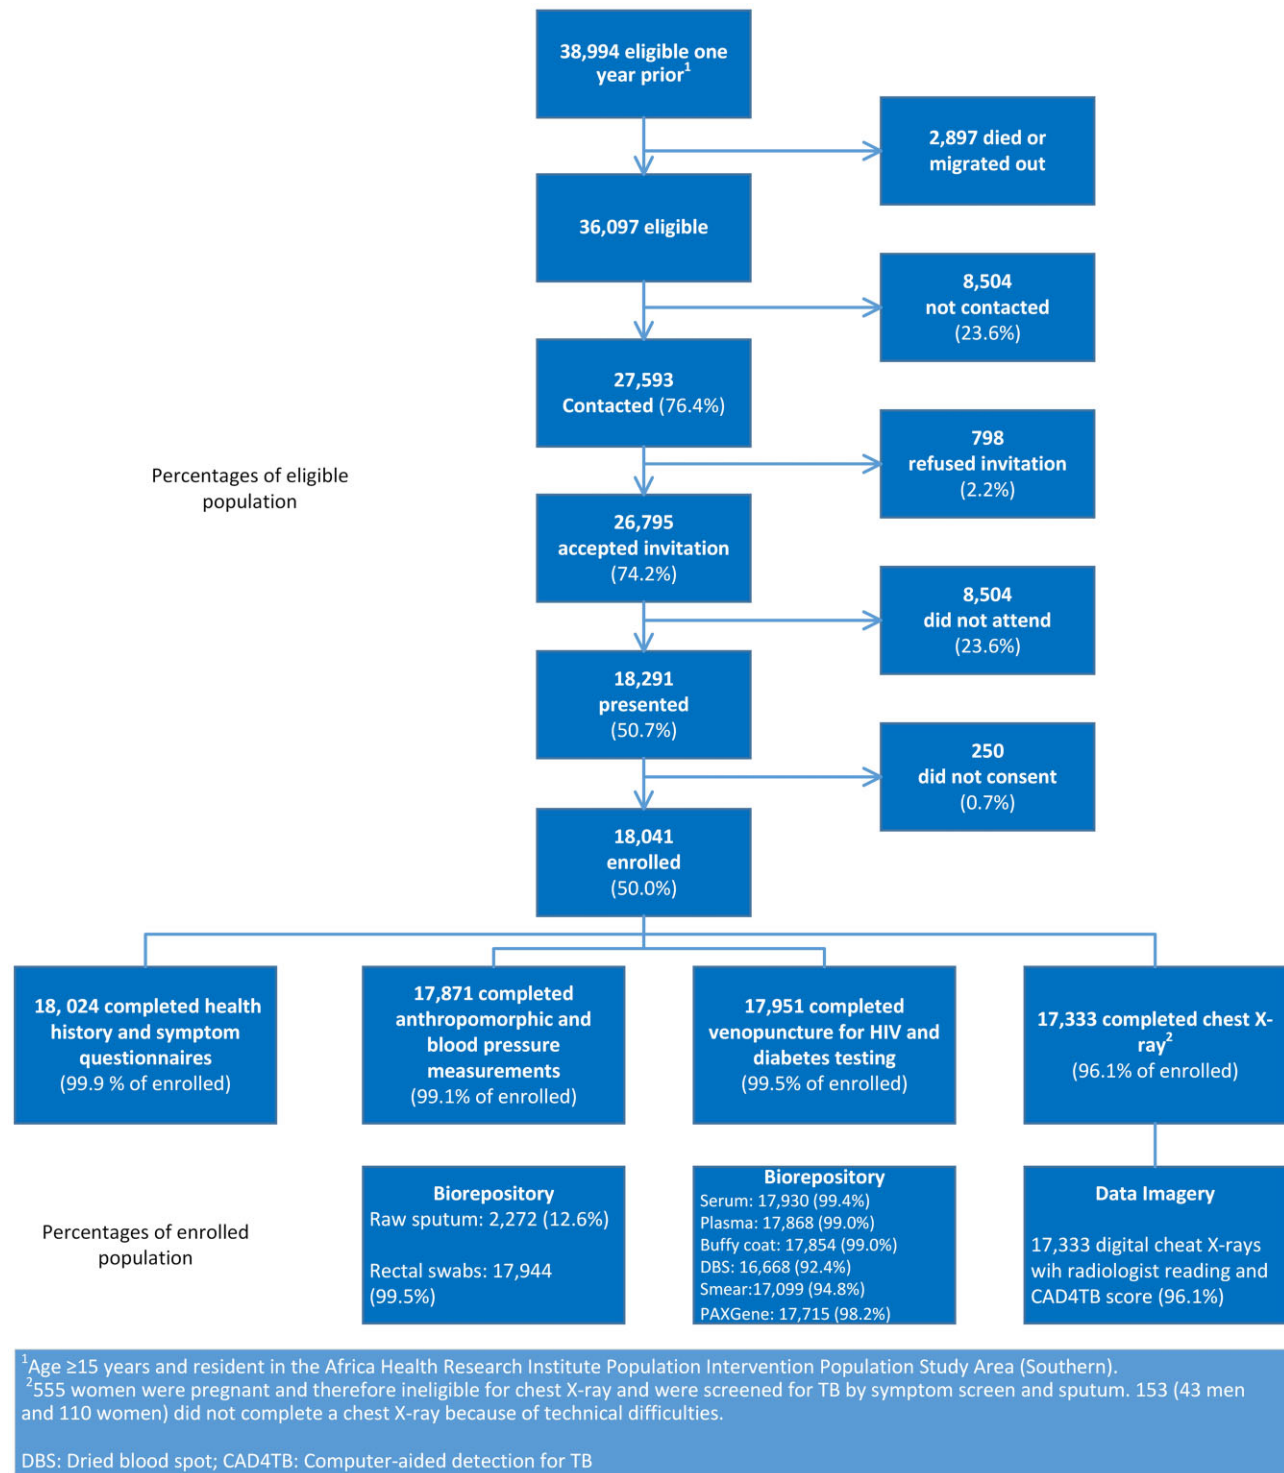 38,994 eligible one
year prior¹
2,897 died or
migrated out
36,097 eligible
8,504
not contacted
(23.6%)
27,593
Contacted (76.4%)
798
refused invitation
(2.2%)
Percentages of eligible
population
26,795
accepted invitation
(74.2%)
8,504
did not attend
(23.6%)
18,291
presented
(50.7%)
250
did not consent
(0.7%)
18,041
enrolled
(50.0%)
18, 024 completed health
history and symptom
questionnaires
(99.9 % of enrolled)
17,871 completed
anthropomorphic and
blood pressure
measurements
(99.1% of enrolled)
17,951 completed
venopuncture for HIV and
diabetes testing
(99.5% of enrolled)
17,333 completed chest X-
ray²
(96.1% of enrolled)
Percentages of enrolled
population
Biorepository
Raw sputum: 2,272 (12.6%)
Rectal swabs: 17,944
(99.5%)
Biorepository
Serum: 17,930 (99.4%)
Plasma: 17,868 (99.0%)
Buffy coat: 17,854 (99.0%)
DBS: 16,668 (92.4%)
Smear:17,099 (94.8%)
PAXGene: 17,715 (98.2%)
Data Imagery
17,333 digital cheat X-rays
wih radiologist reading and
CAD4TB score (96.1%)
¹Age ≥15 years and resident in the Africa Health Research Institute Population Intervention Population Study Area (Southern).
²555 women were pregnant and therefore ineligible for chest X-ray and were screened for TB by symptom screen and sputum. 153 (43 men
and 110 women) did not complete a chest X-ray because of technical difficulties.
DBS: Dried blood spot; CAD4TB: Computer-aided detection for TB